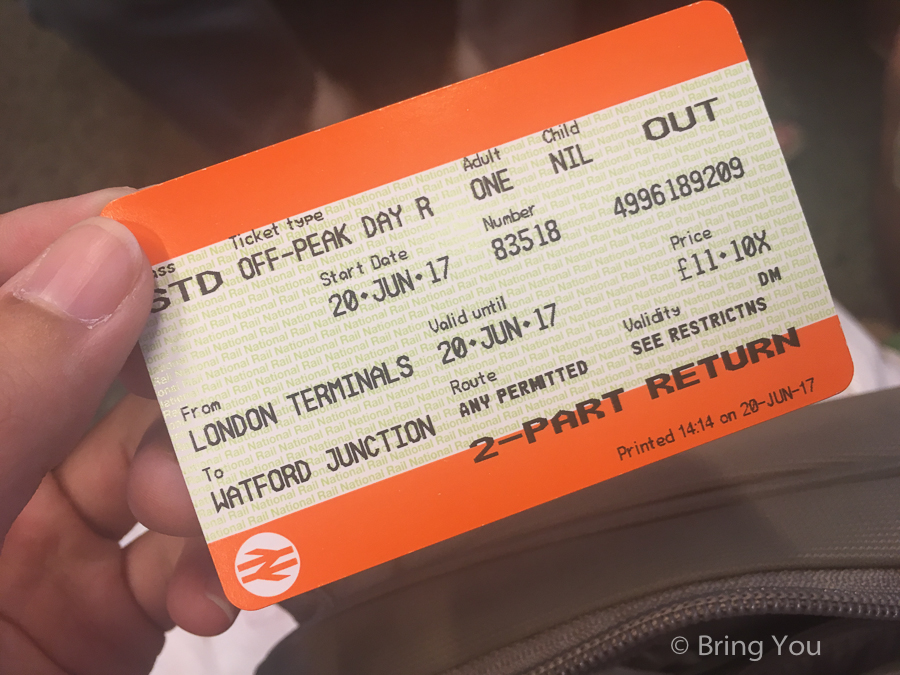 Ticket type Adult Child
STD OFF-PEAK DAY R ONE NIL OUT
Start Date Number
20·JUN·17 83518 4996189209
Valid until Price
From 20·JUN·17 £11·10X
LONDON TERMINALS Validity DM
To Route SEE RESTRICTNS
WATFORD JUNCTION ANY PERMITTED
2-PART RETURN
Printed 14:14 on 20-JUN-17
© Bring You